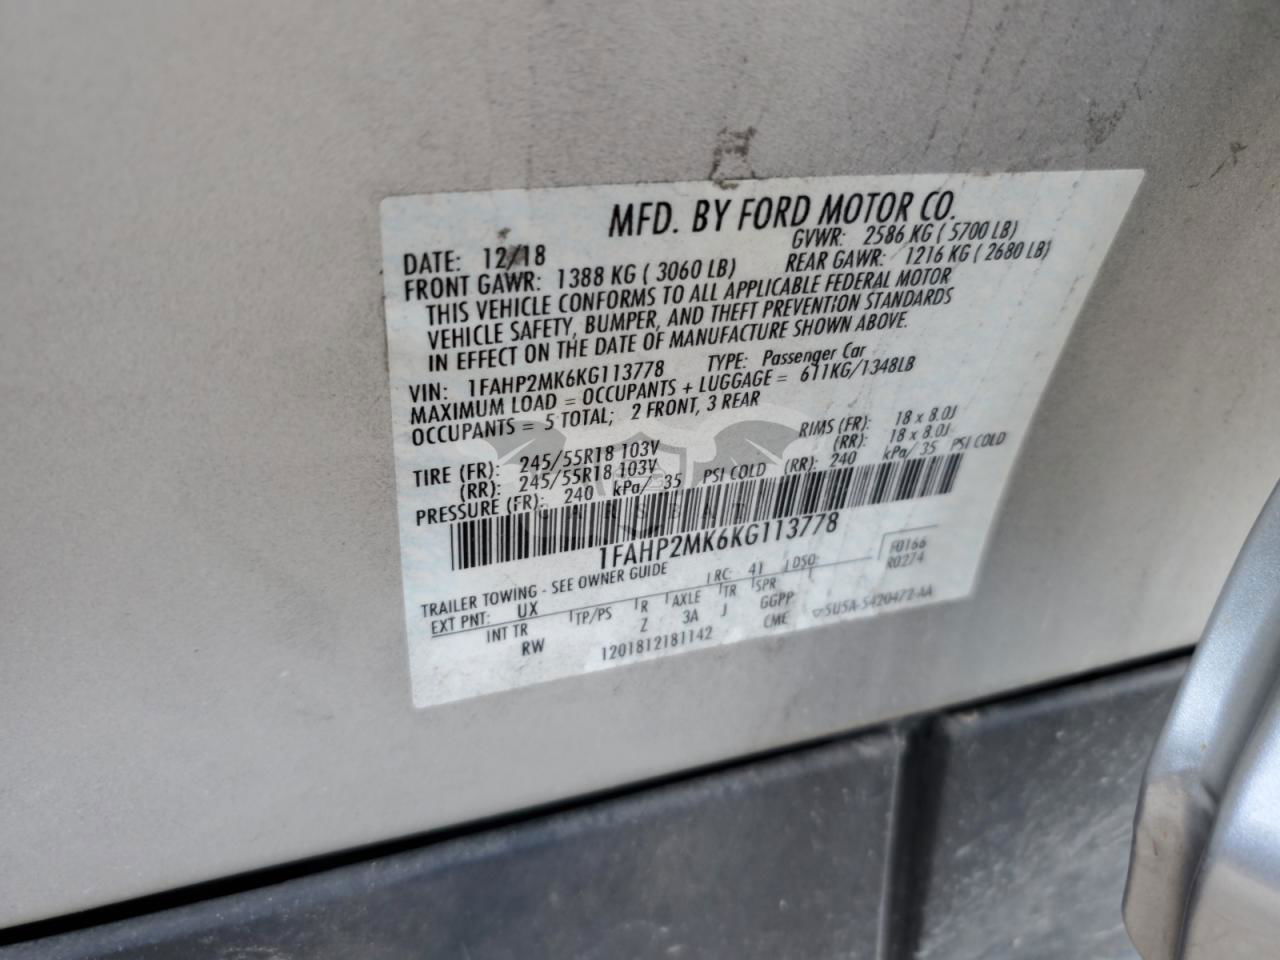 MFD. BY FORD MOTOR CO.
DATE: 12/18 GVWR: 2586 KG ( 5700 LB)
FRONT GAWR: 1388 KG ( 3060 LB) REAR GAWR: 1216 KG ( 2680 LB)
THIS VEHICLE CONFORMS TO ALL APPLICABLE FEDERAL MOTOR
VEHICLE SAFETY, BUMPER, AND THEFT PREVENTION STANDARDS
IN EFFECT ON THE DATE OF MANUFACTURE SHOWN ABOVE.
VIN: 1FAHP2MK6KG113778 TYPE: Passenger Car
MAXIMUM LOAD = OCCUPANTS + LUGGAGE = 611KG/1348LB
OCCUPANTS = 5 TOTAL; 2 FRONT, 3 REAR
TIRE (FR): 245/55R18 103V RIMS (FR): 18 x 8.0J
(RR): 245/55R18 103V (RR): 18 x 8.0J
PRESSURE (FR): 240 kPa/ 35 PSI COLD (RR): 240 kPa/ 35 PSI COLD
1FAHP2MK6KG113778
TRAILER TOWING - SEE OWNER GUIDE
EXT PNT: UX RC: 41 DSO: F0166
R0274
INT TR TP/PS R AXLE TR SPR
RW Z 3A J GGPP
1201812181142 CME 5U5A-5420472-AA